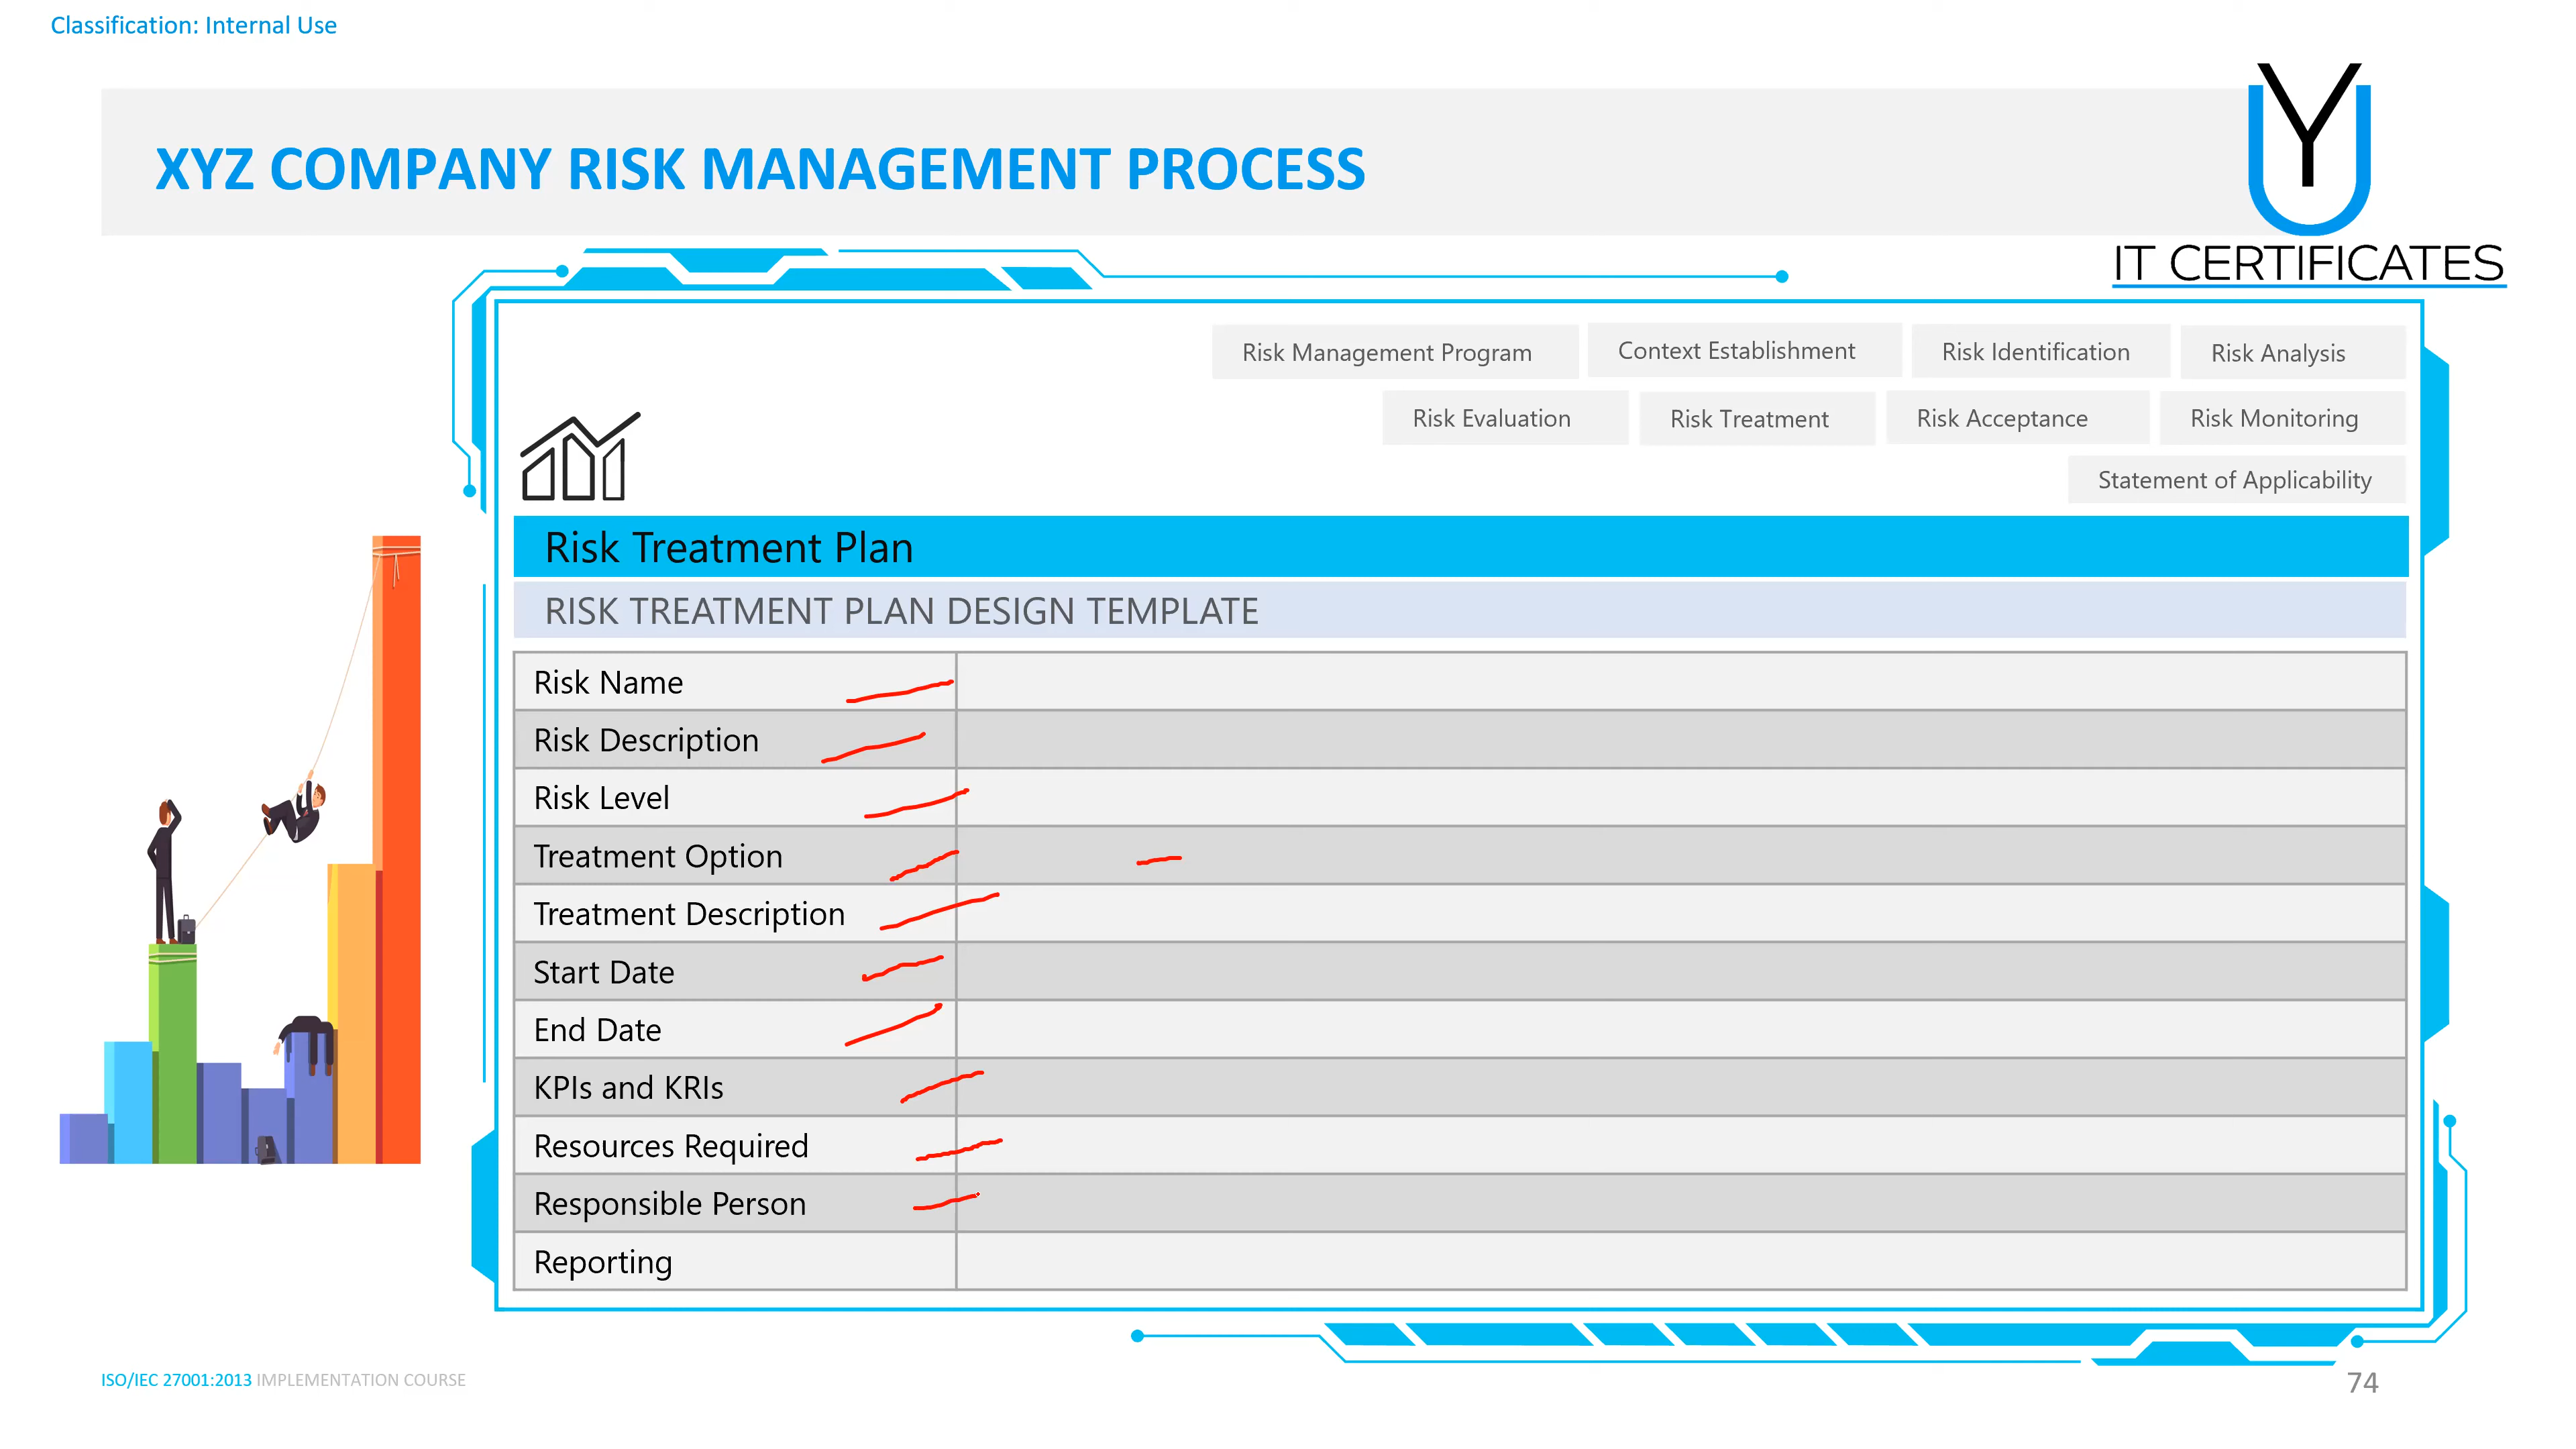 Classification: Internal Use
XYZ COMPANY RISK MANAGEMENT PROCESS
UY
IT CERTIFICATES
Risk Management Program
Context Establishment
Risk Identification
Risk Analysis
Risk Evaluation
Risk Treatment
Risk Acceptance
Risk Monitoring
Statement of Applicability
Risk Treatment Plan
RISK TREATMENT PLAN DESIGN TEMPLATE
Risk Name
Risk Description
Risk Level
Treatment Option
Treatment Description
Start Date
End Date
KPIs and KRIs
Resources Required
Responsible Person
Reporting
ISO/IEC 27001:2013 IMPLEMENTATION COURSE
74